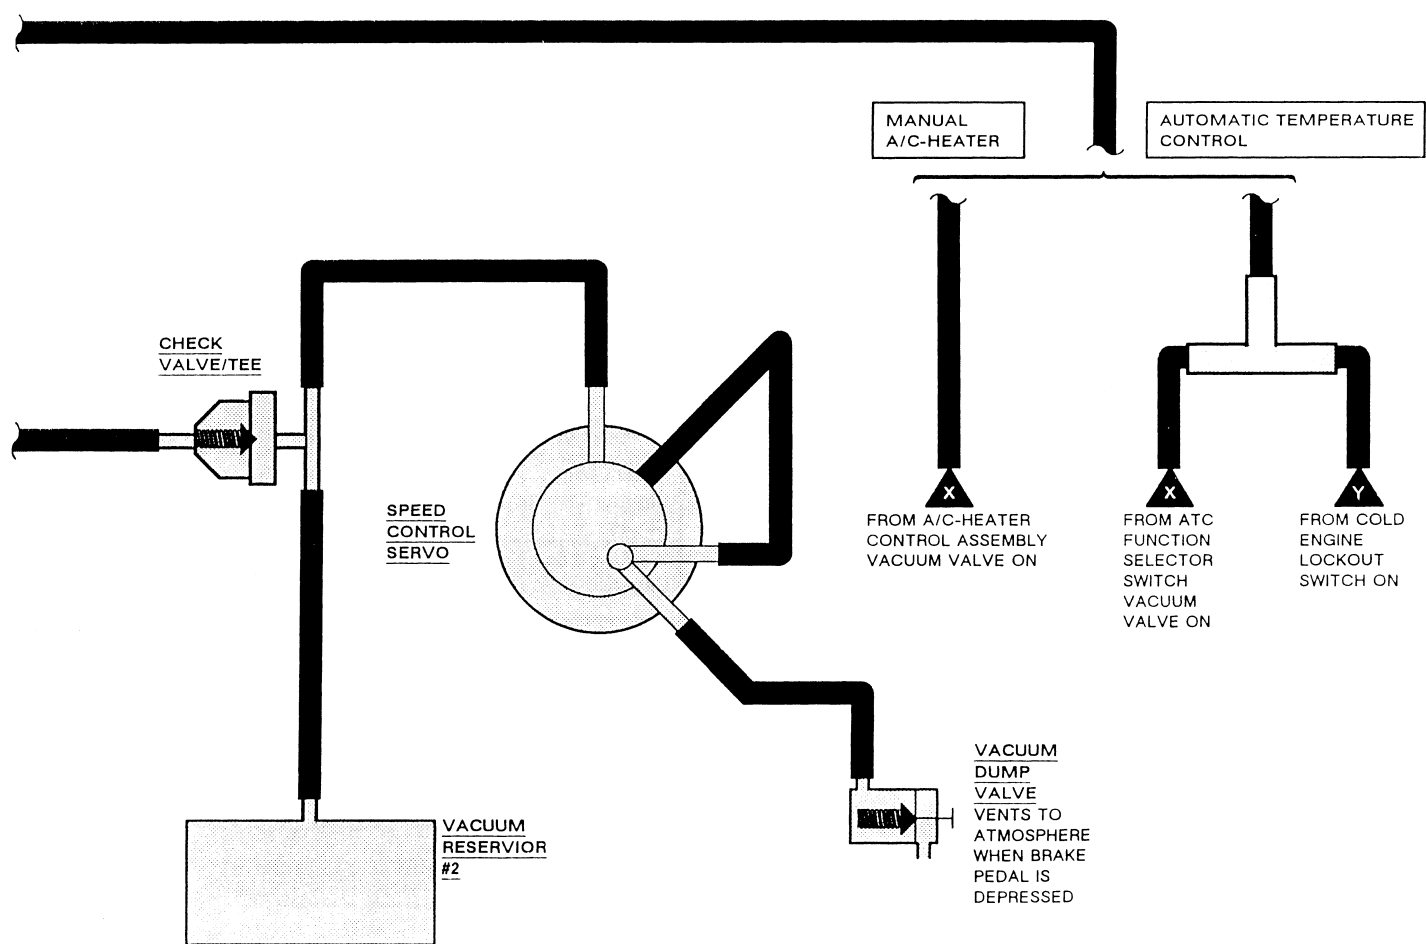 MANUAL
A/C-HEATER
AUTOMATIC TEMPERATURE
CONTROL
CHECK
VALVE/TEE
SPEED
CONTROL
SERVO
X
FROM A/C-HEATER
CONTROL ASSEMBLY
VACUUM VALVE ON
X
FROM ATC
FUNCTION
SELECTOR
SWITCH
VACUUM
VALVE ON
Y
FROM COLD
ENGINE
LOCKOUT
SWITCH ON
VACUUM
DUMP
VALVE
VENTS TO
ATMOSPHERE
WHEN BRAKE
PEDAL IS
DEPRESSED
VACUUM
RESERVIOR
#2